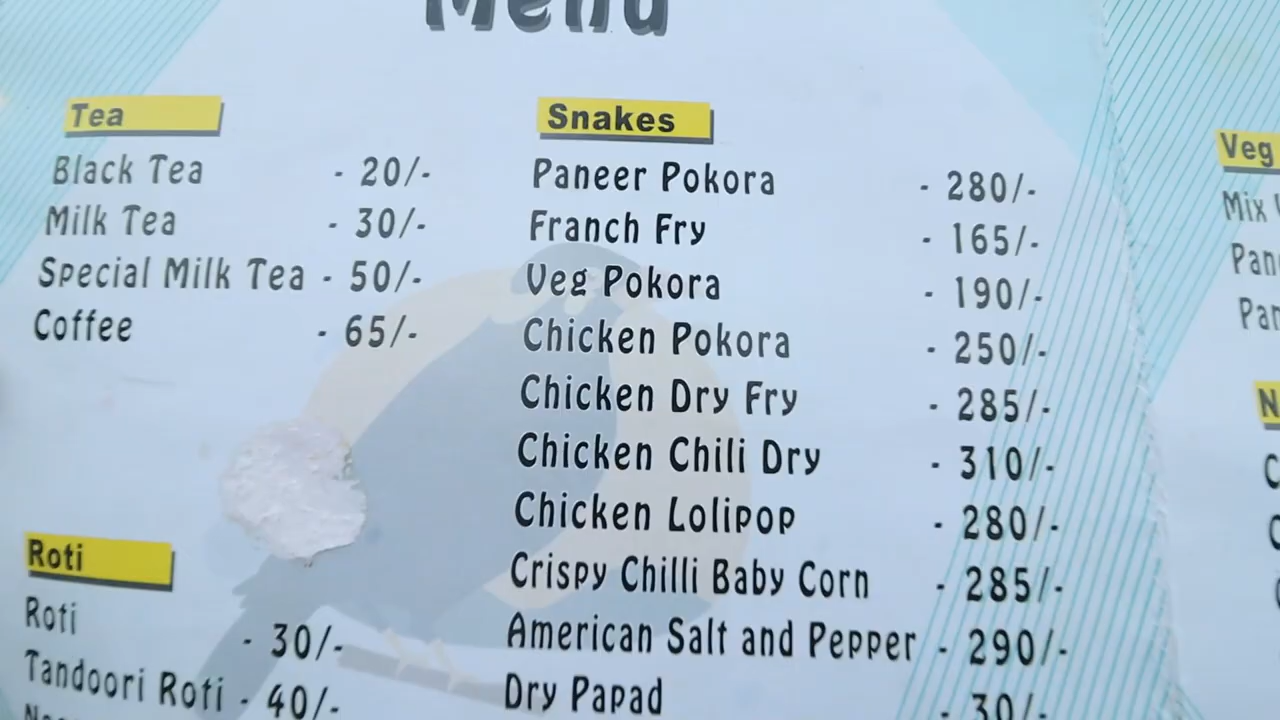 Menu
Tea
Black Tea - 20/-
Milk Tea - 30/-
Special Milk Tea - 50/-
Coffee - 65/-
Roti
Roti - 30/-
Tandoori Roti - 40/-
Snakes
Paneer Pokora - 280/-
Franch Fry - 165/-
Veg Pokora - 190/-
Chicken Pokora - 250/-
Chicken Dry Fry - 285/-
Chicken Chili Dry - 310/-
Chicken Lolipop - 280/-
Crispy Chilli Baby Corn - 285/-
American Salt and Pepper - 290/-
Dry Papad - 30/-
Veg
Mix